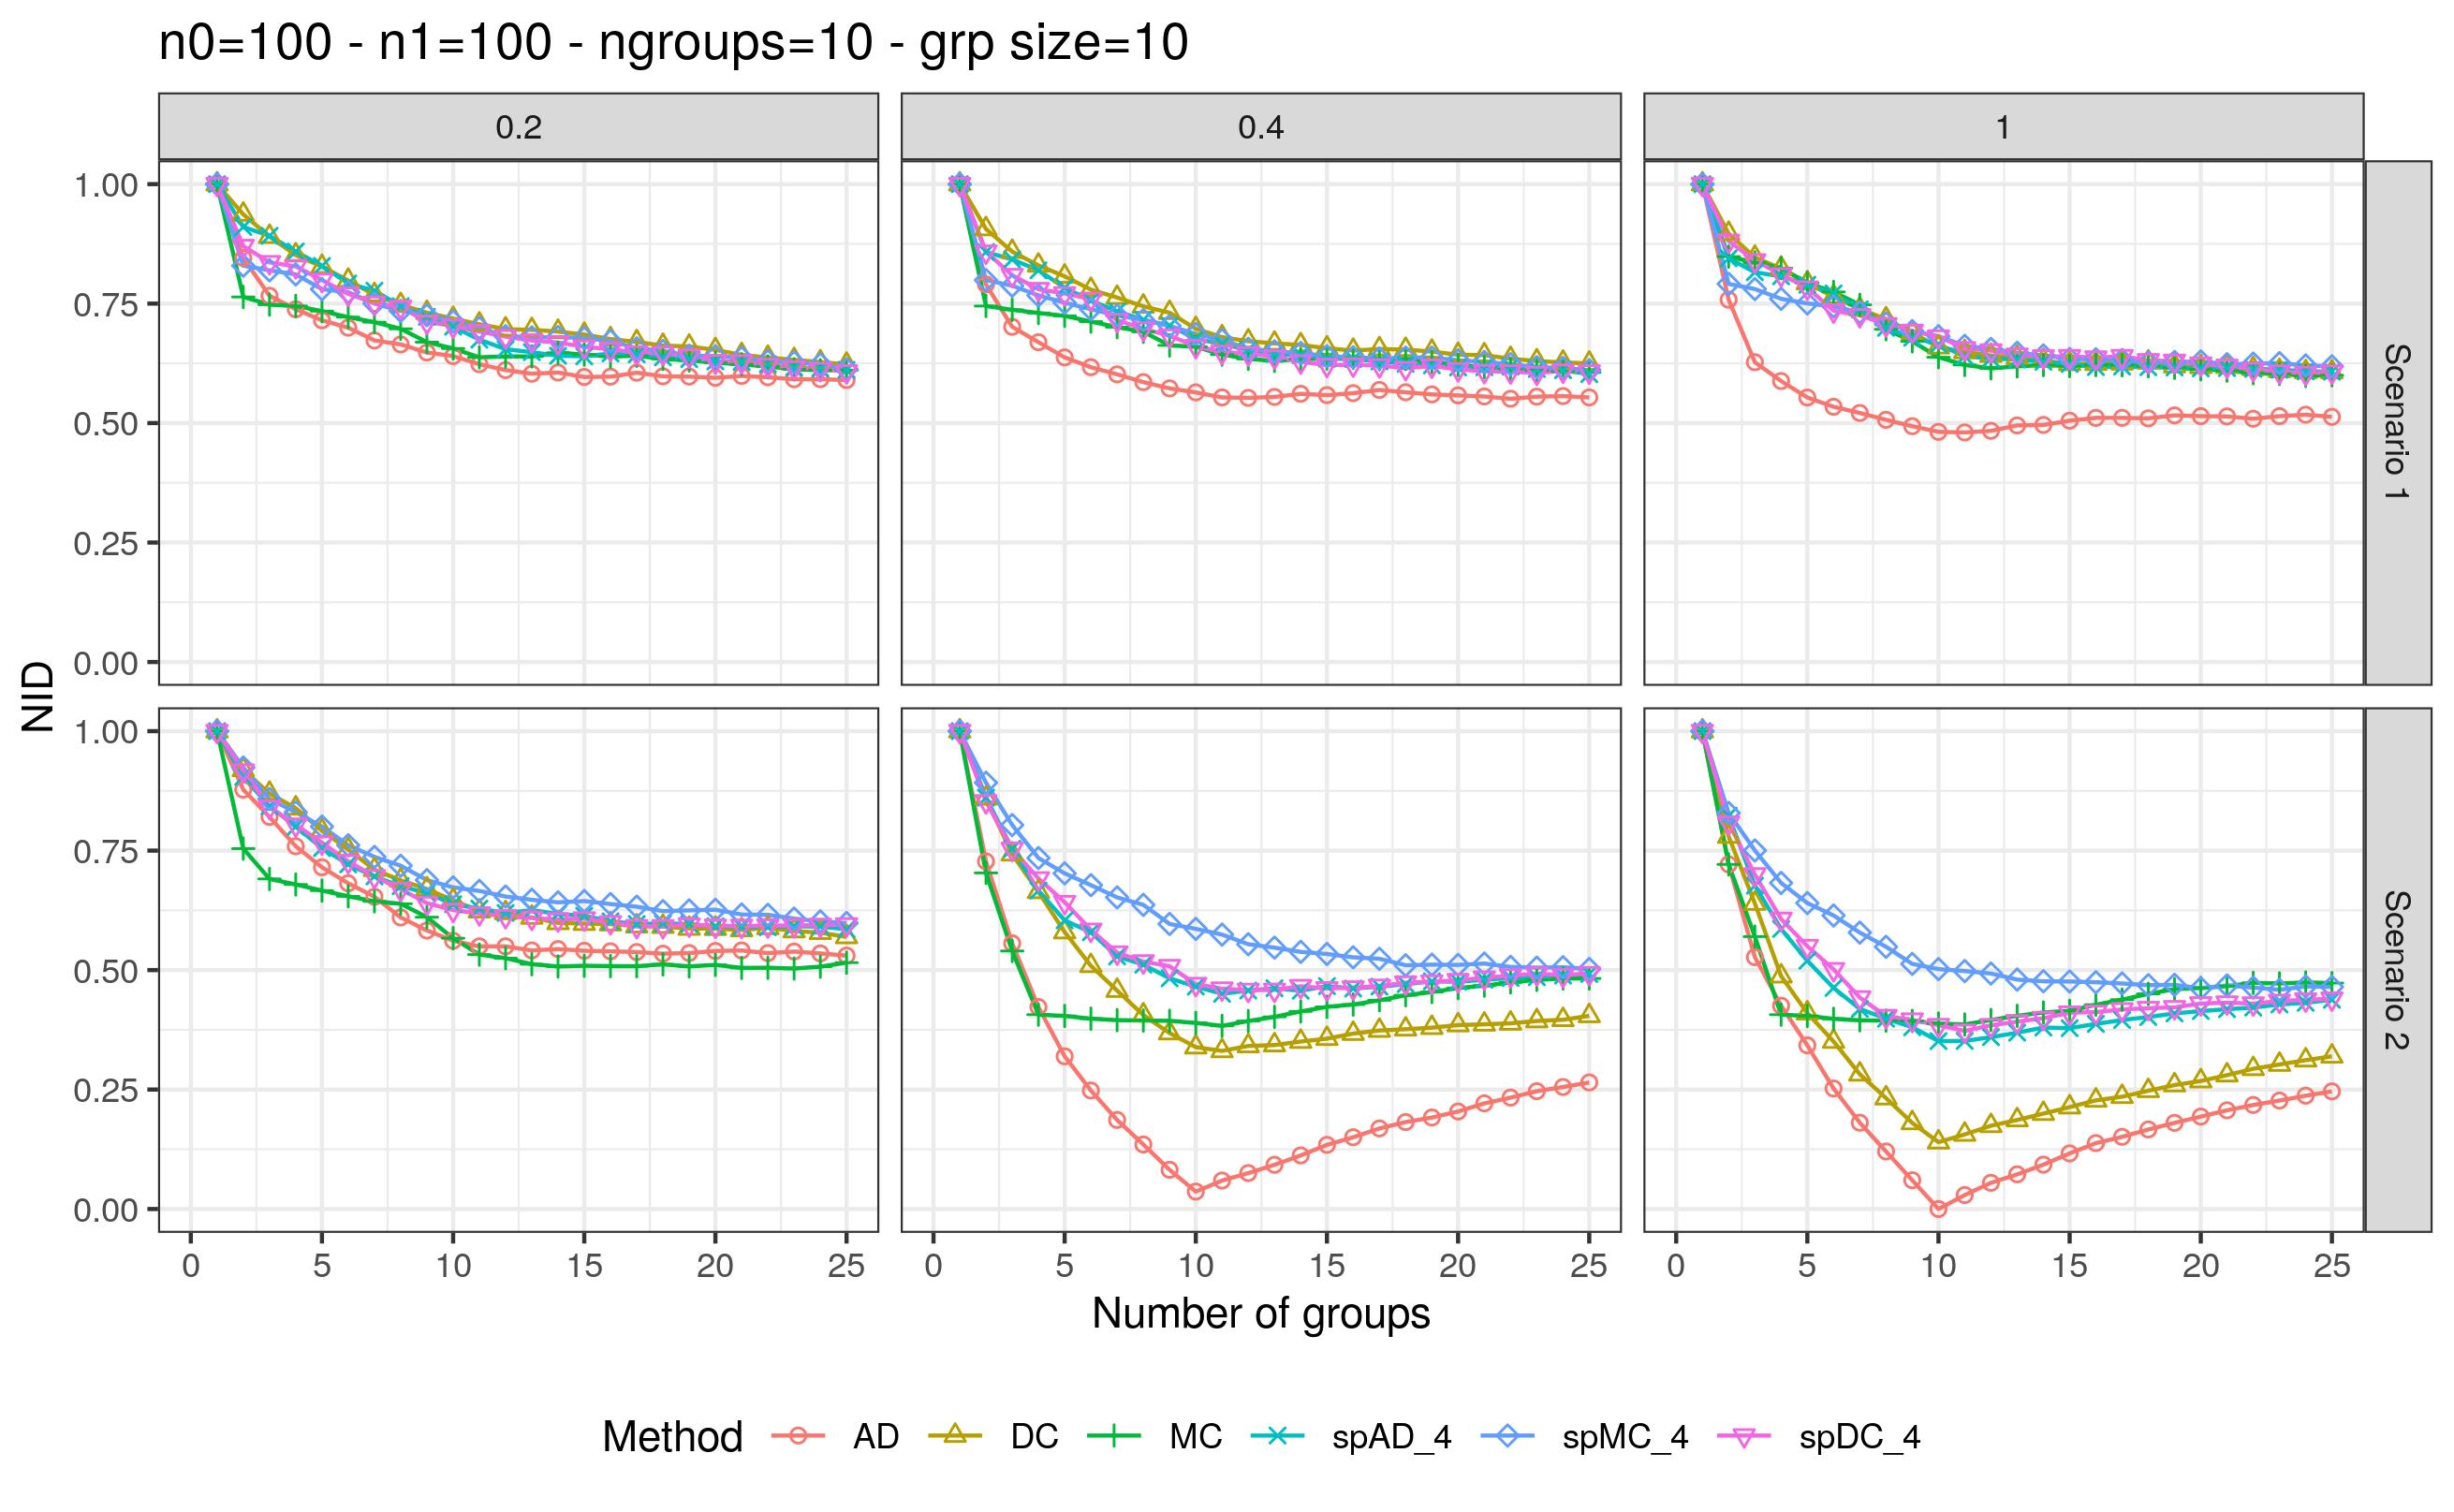 n0=100 - n1=100 - ngroups=10 - grp size=10
0.2 0.4 1
1.00
0.75
0.50
0.25
0.00
Scenario 1
NID
1.00
0.75
0.50
0.25
0.00
Scenario 2
0 5 10 15 20 25 0 5 10 15 20 25 0 5 10 15 20 25
Number of groups
Method AD DC MC spAD_4 spMC_4 spDC_4